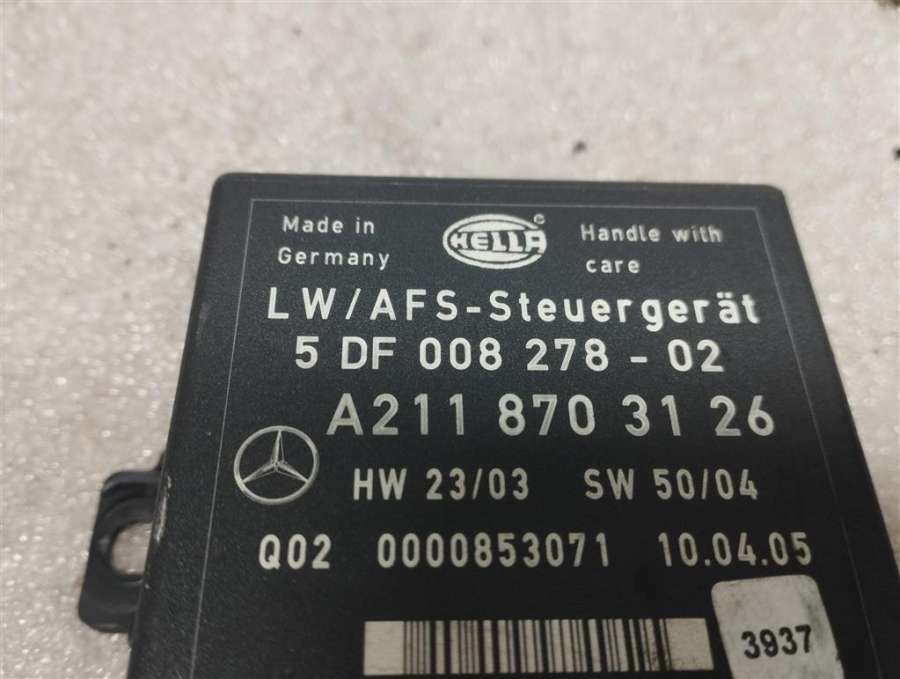 Made in
Germany
HELLA
Handle with
care
LW/AFS-Steuergerät
5 DF 008 278 - 02
A211 870 31 26
HW 23/03 SW 50/04
Q02 0000853071 10.04.05
3937